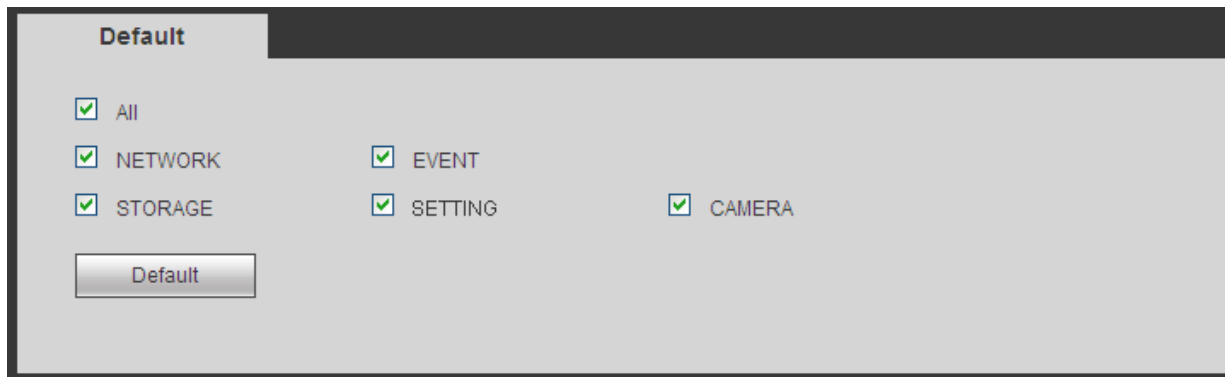 Default
All
NETWORK EVENT
STORAGE SETTING CAMERA
Default